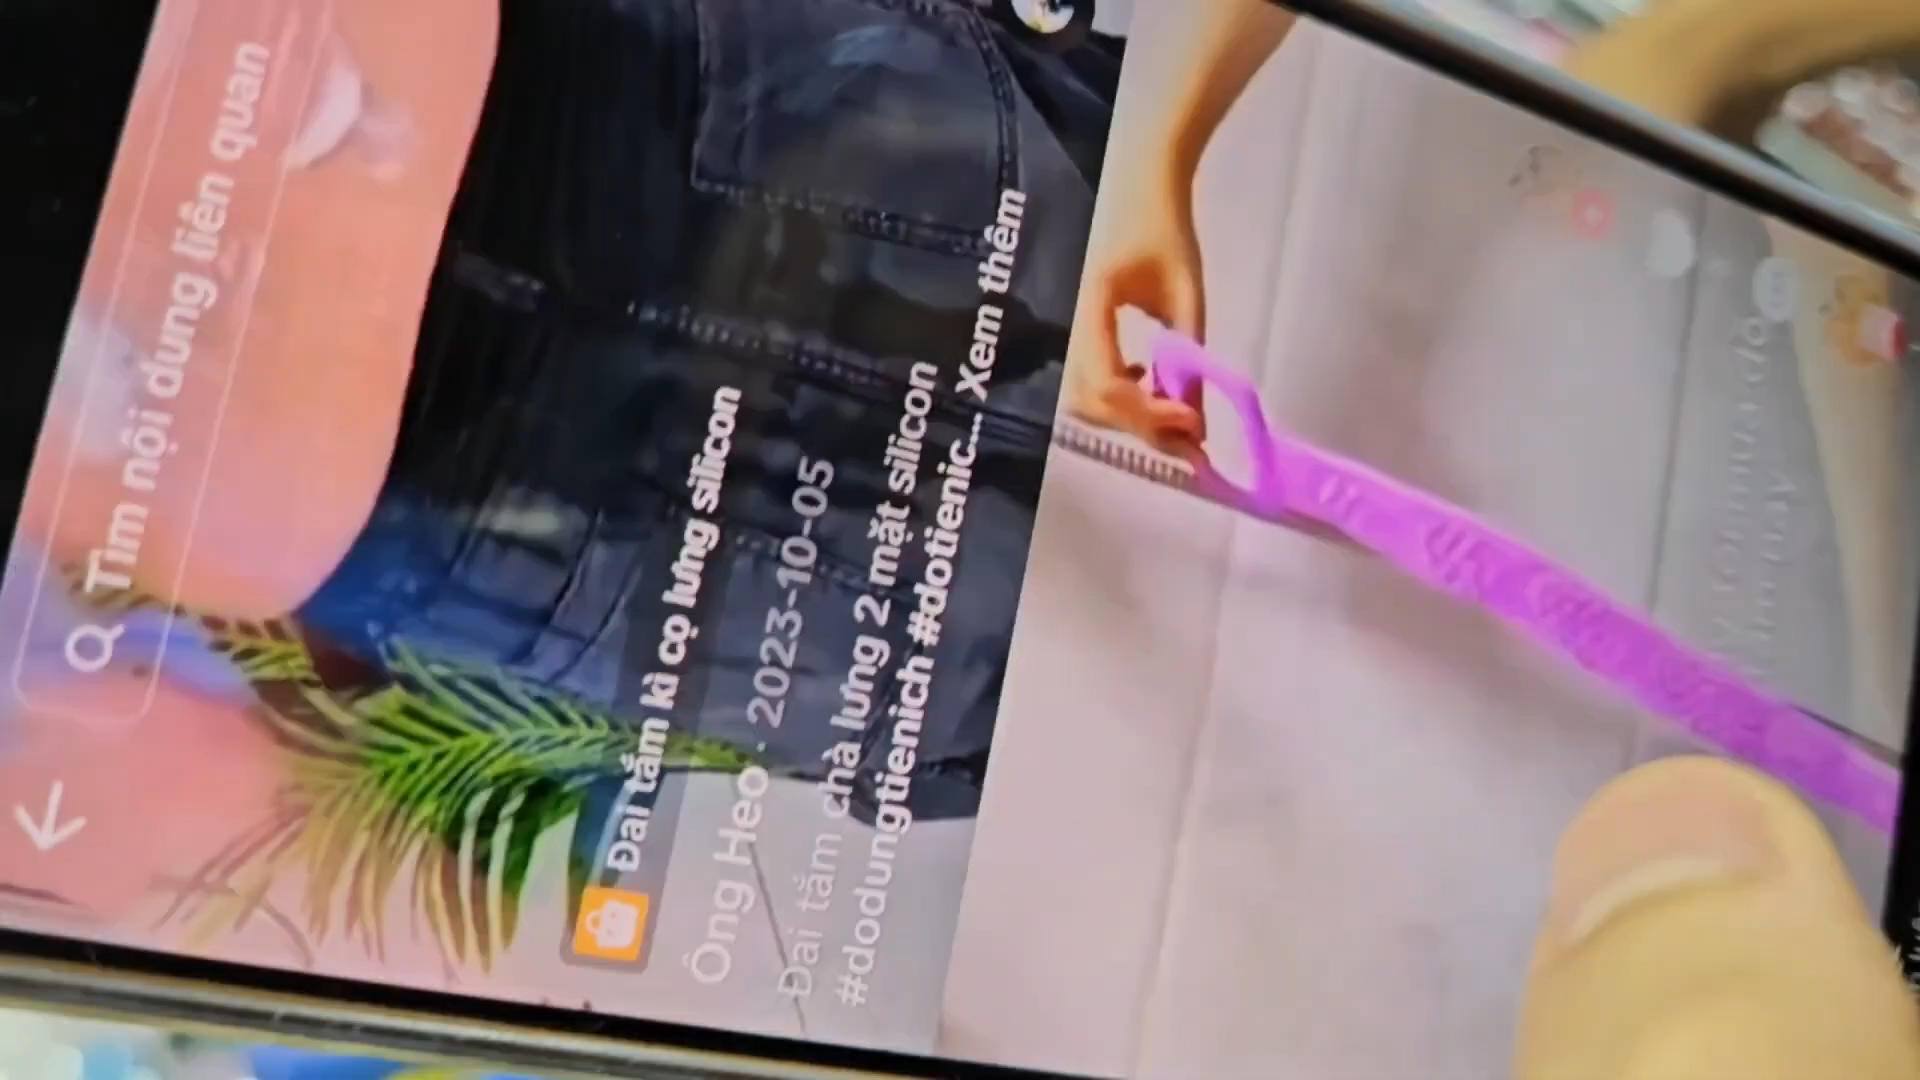 Tìm nội dung liên quan
Đai tắm kì cọ lưng silicon
Ông Heo · 2023-10-05
Đai tắm chà lưng 2 mặt silicon
#dodungtienich #dotienic... Xem thêm